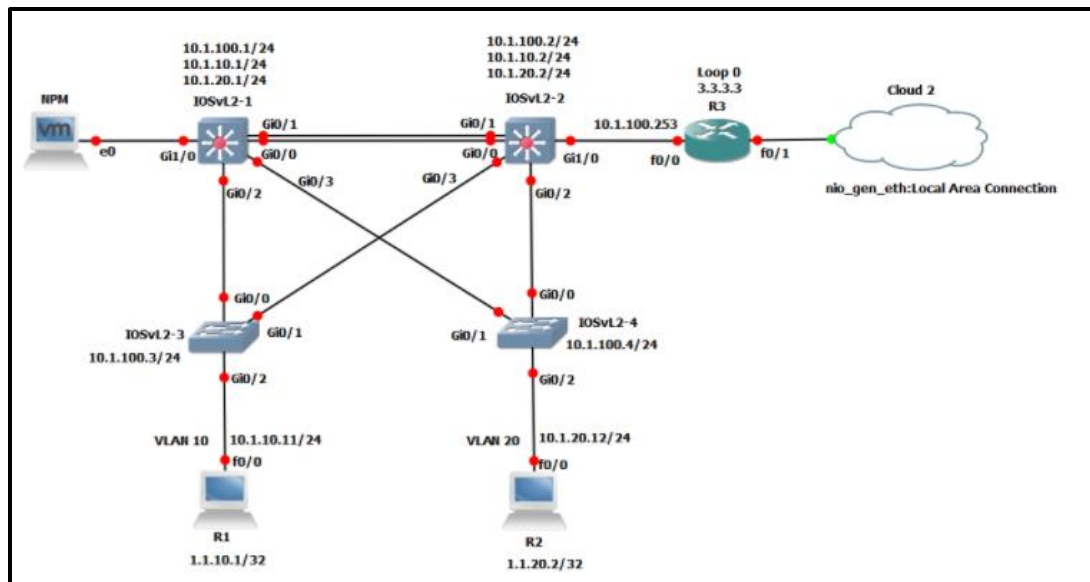 10.1.100.1/24
10.1.10.1/24
10.1.20.1/24
IOSvL2-1
10.1.100.2/24
10.1.10.2/24
10.1.20.2/24
IOSvL2-2
Loop 0
3.3.3.3
R3
Cloud 2
NPM
vm
e0
Gi1/0
Gi0/1
Gi0/0
Gi0/3
Gi0/2
Gi0/1
Gi0/0
Gi0/3
Gi0/2
Gi1/0
10.1.100.253
f0/0
f0/1
nio_gen_eth:Local Area Connection
Gi0/0
IOSvL2-3
Gi0/1
10.1.100.3/24
Gi0/2
Gi0/0
IOSvL2-4
Gi0/1
10.1.100.4/24
Gi0/2
VLAN 10
10.1.10.11/24
f0/0
VLAN 20
10.1.20.12/24
f0/0
R1
1.1.10.1/32
R2
1.1.20.2/32